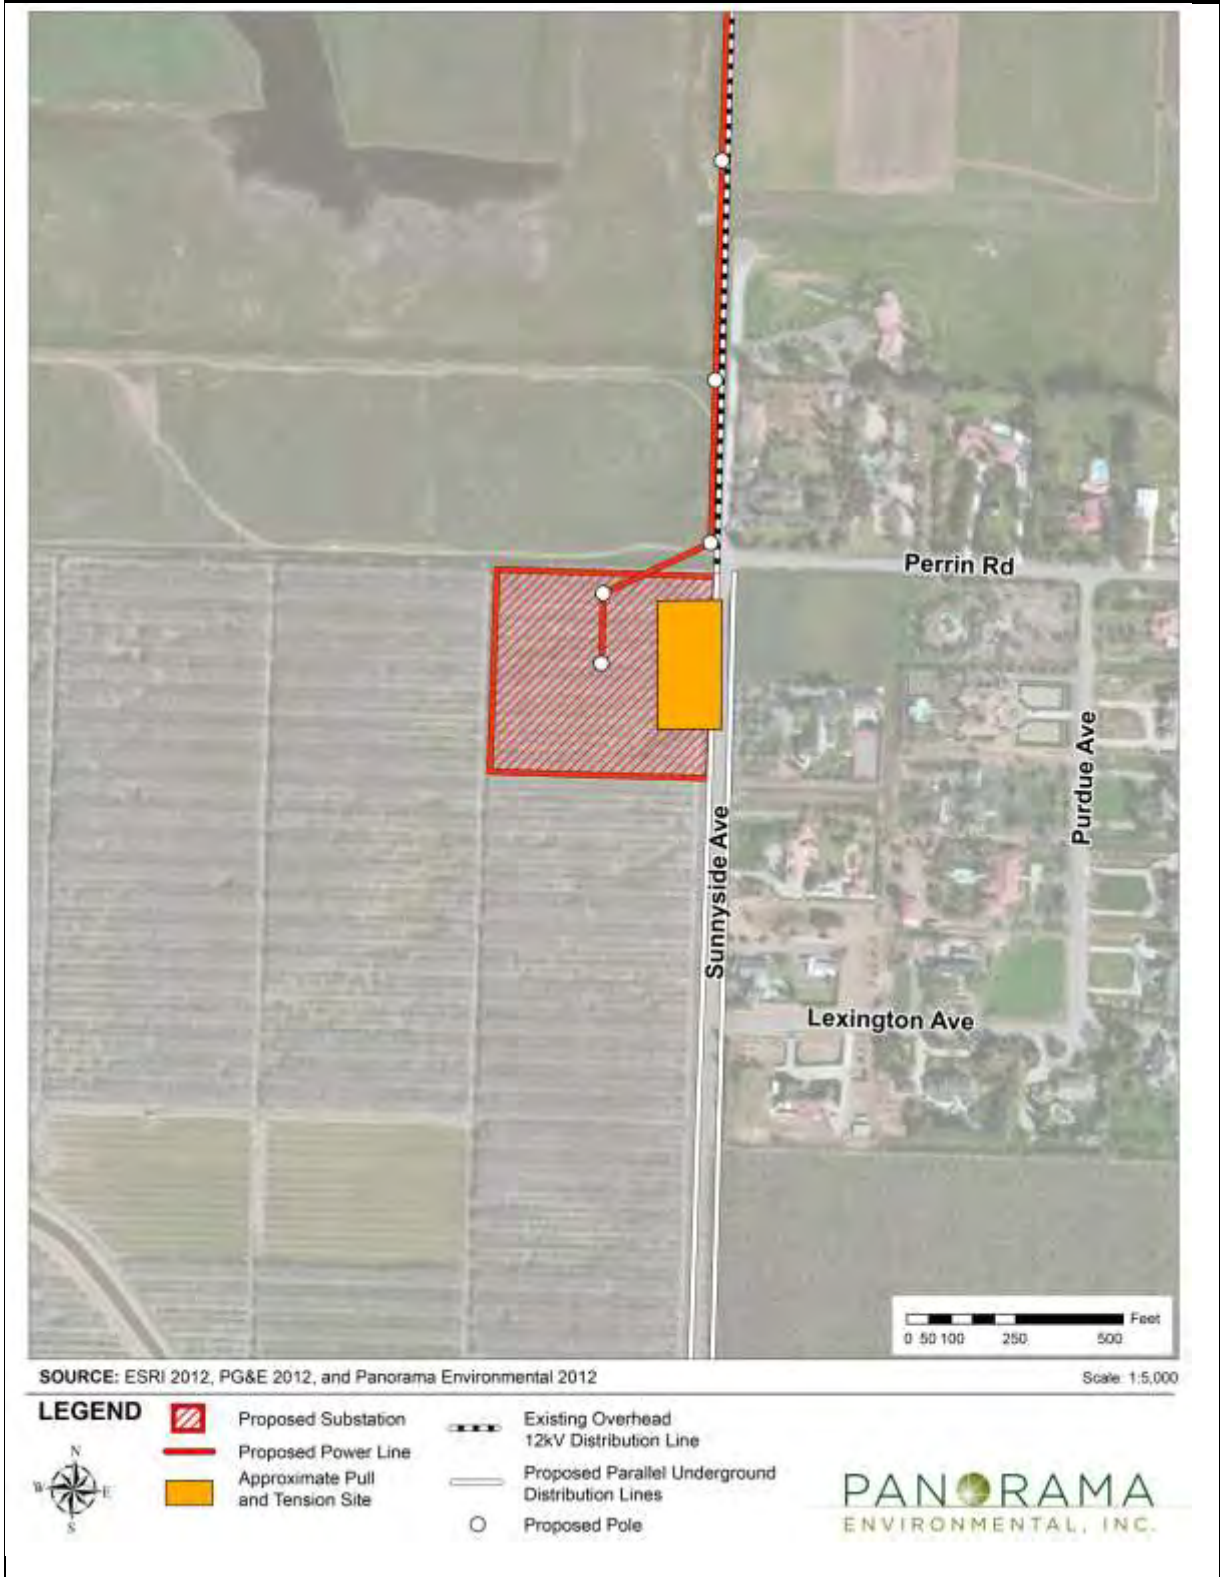 Perrin Rd
Purdue Ave
Sunnyside Ave
Lexington Ave
Feet
0 50 100 250 500
SOURCE: ESRI 2012, PG&E 2012, and Panorama Environmental 2012
Scale: 1:5,000
LEGEND
N
W E
S
Proposed Substation
Proposed Power Line
Approximate Pull
and Tension Site
Existing Overhead
12kV Distribution Line
Proposed Parallel Underground
Distribution Lines
Proposed Pole
PANORAMA
ENVIRONMENTAL, INC.